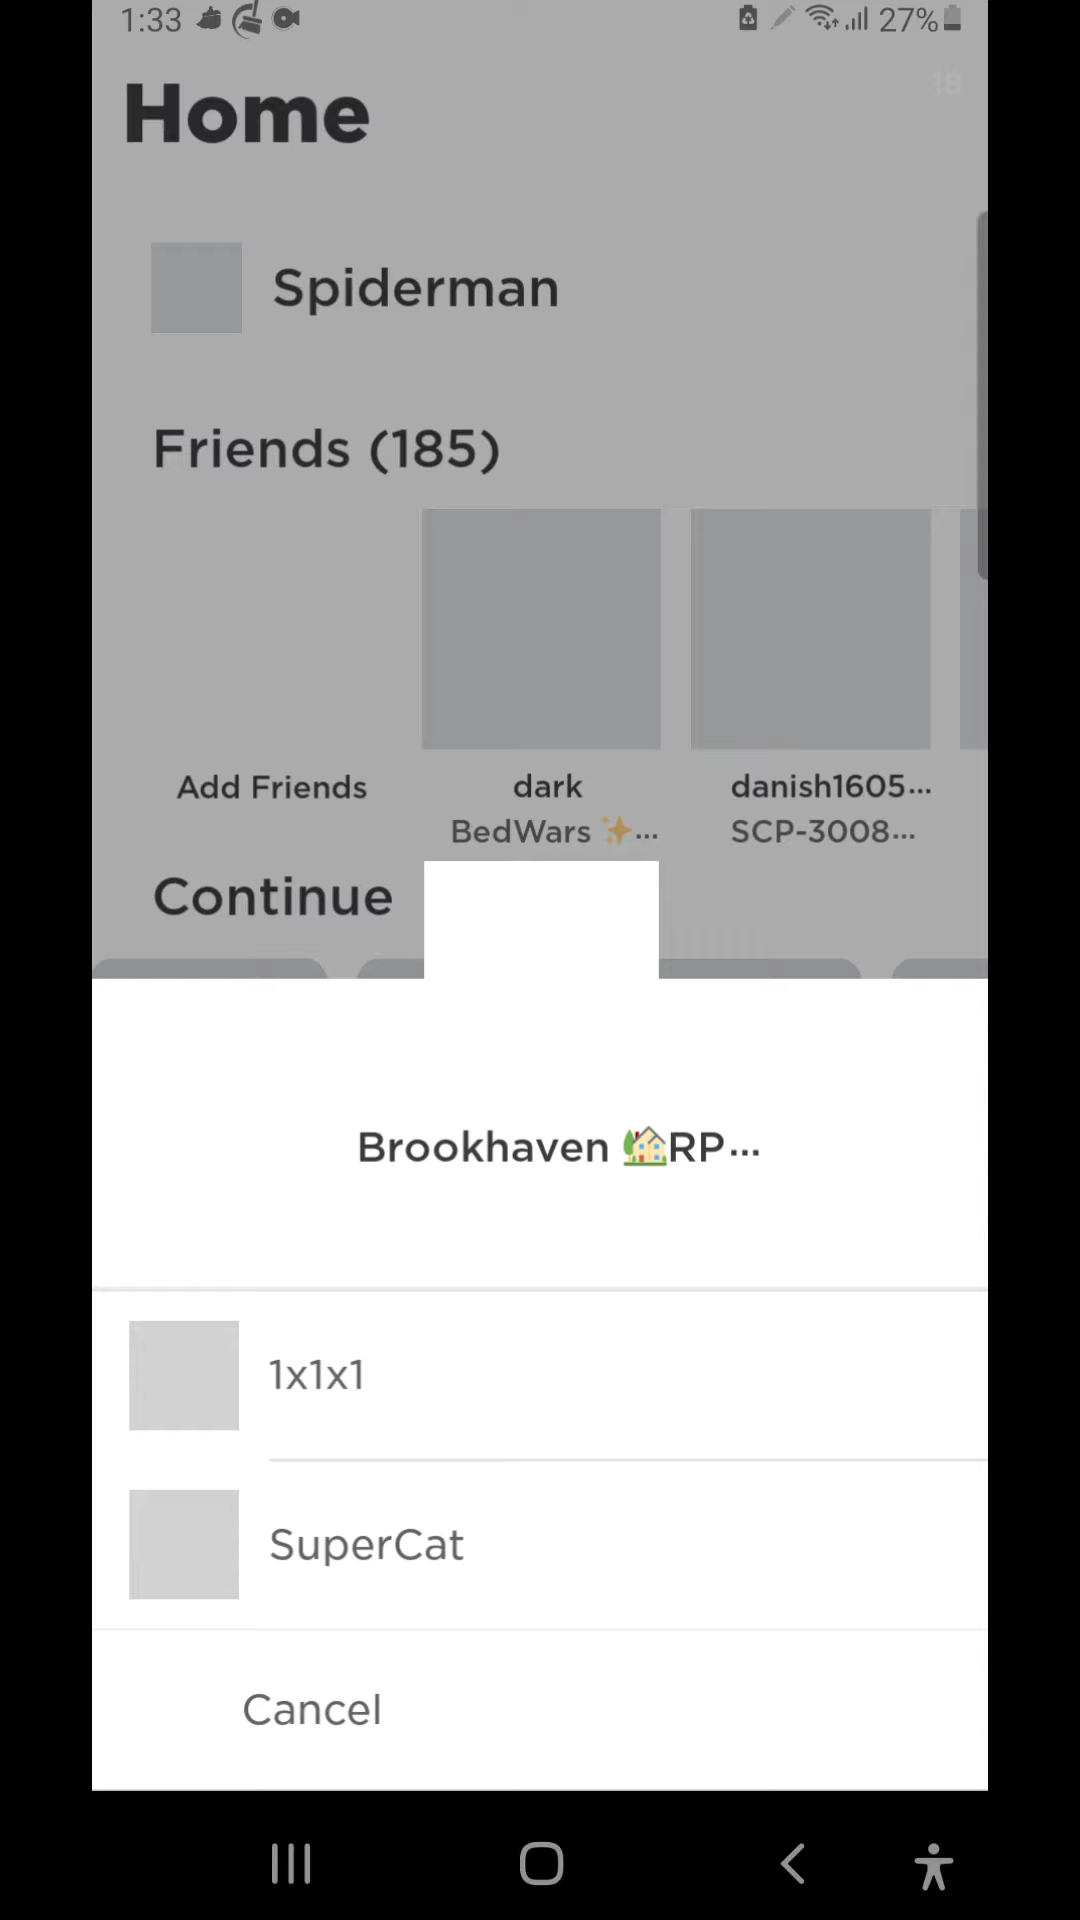 1:33 27%
18
Home
Spiderman
Friends (185)
Add Friends
dark
BedWars ✨...
danish1605...
SCP-3008...
Continue
Brookhaven 🏡RP...
1x1x1
SuperCat
Cancel